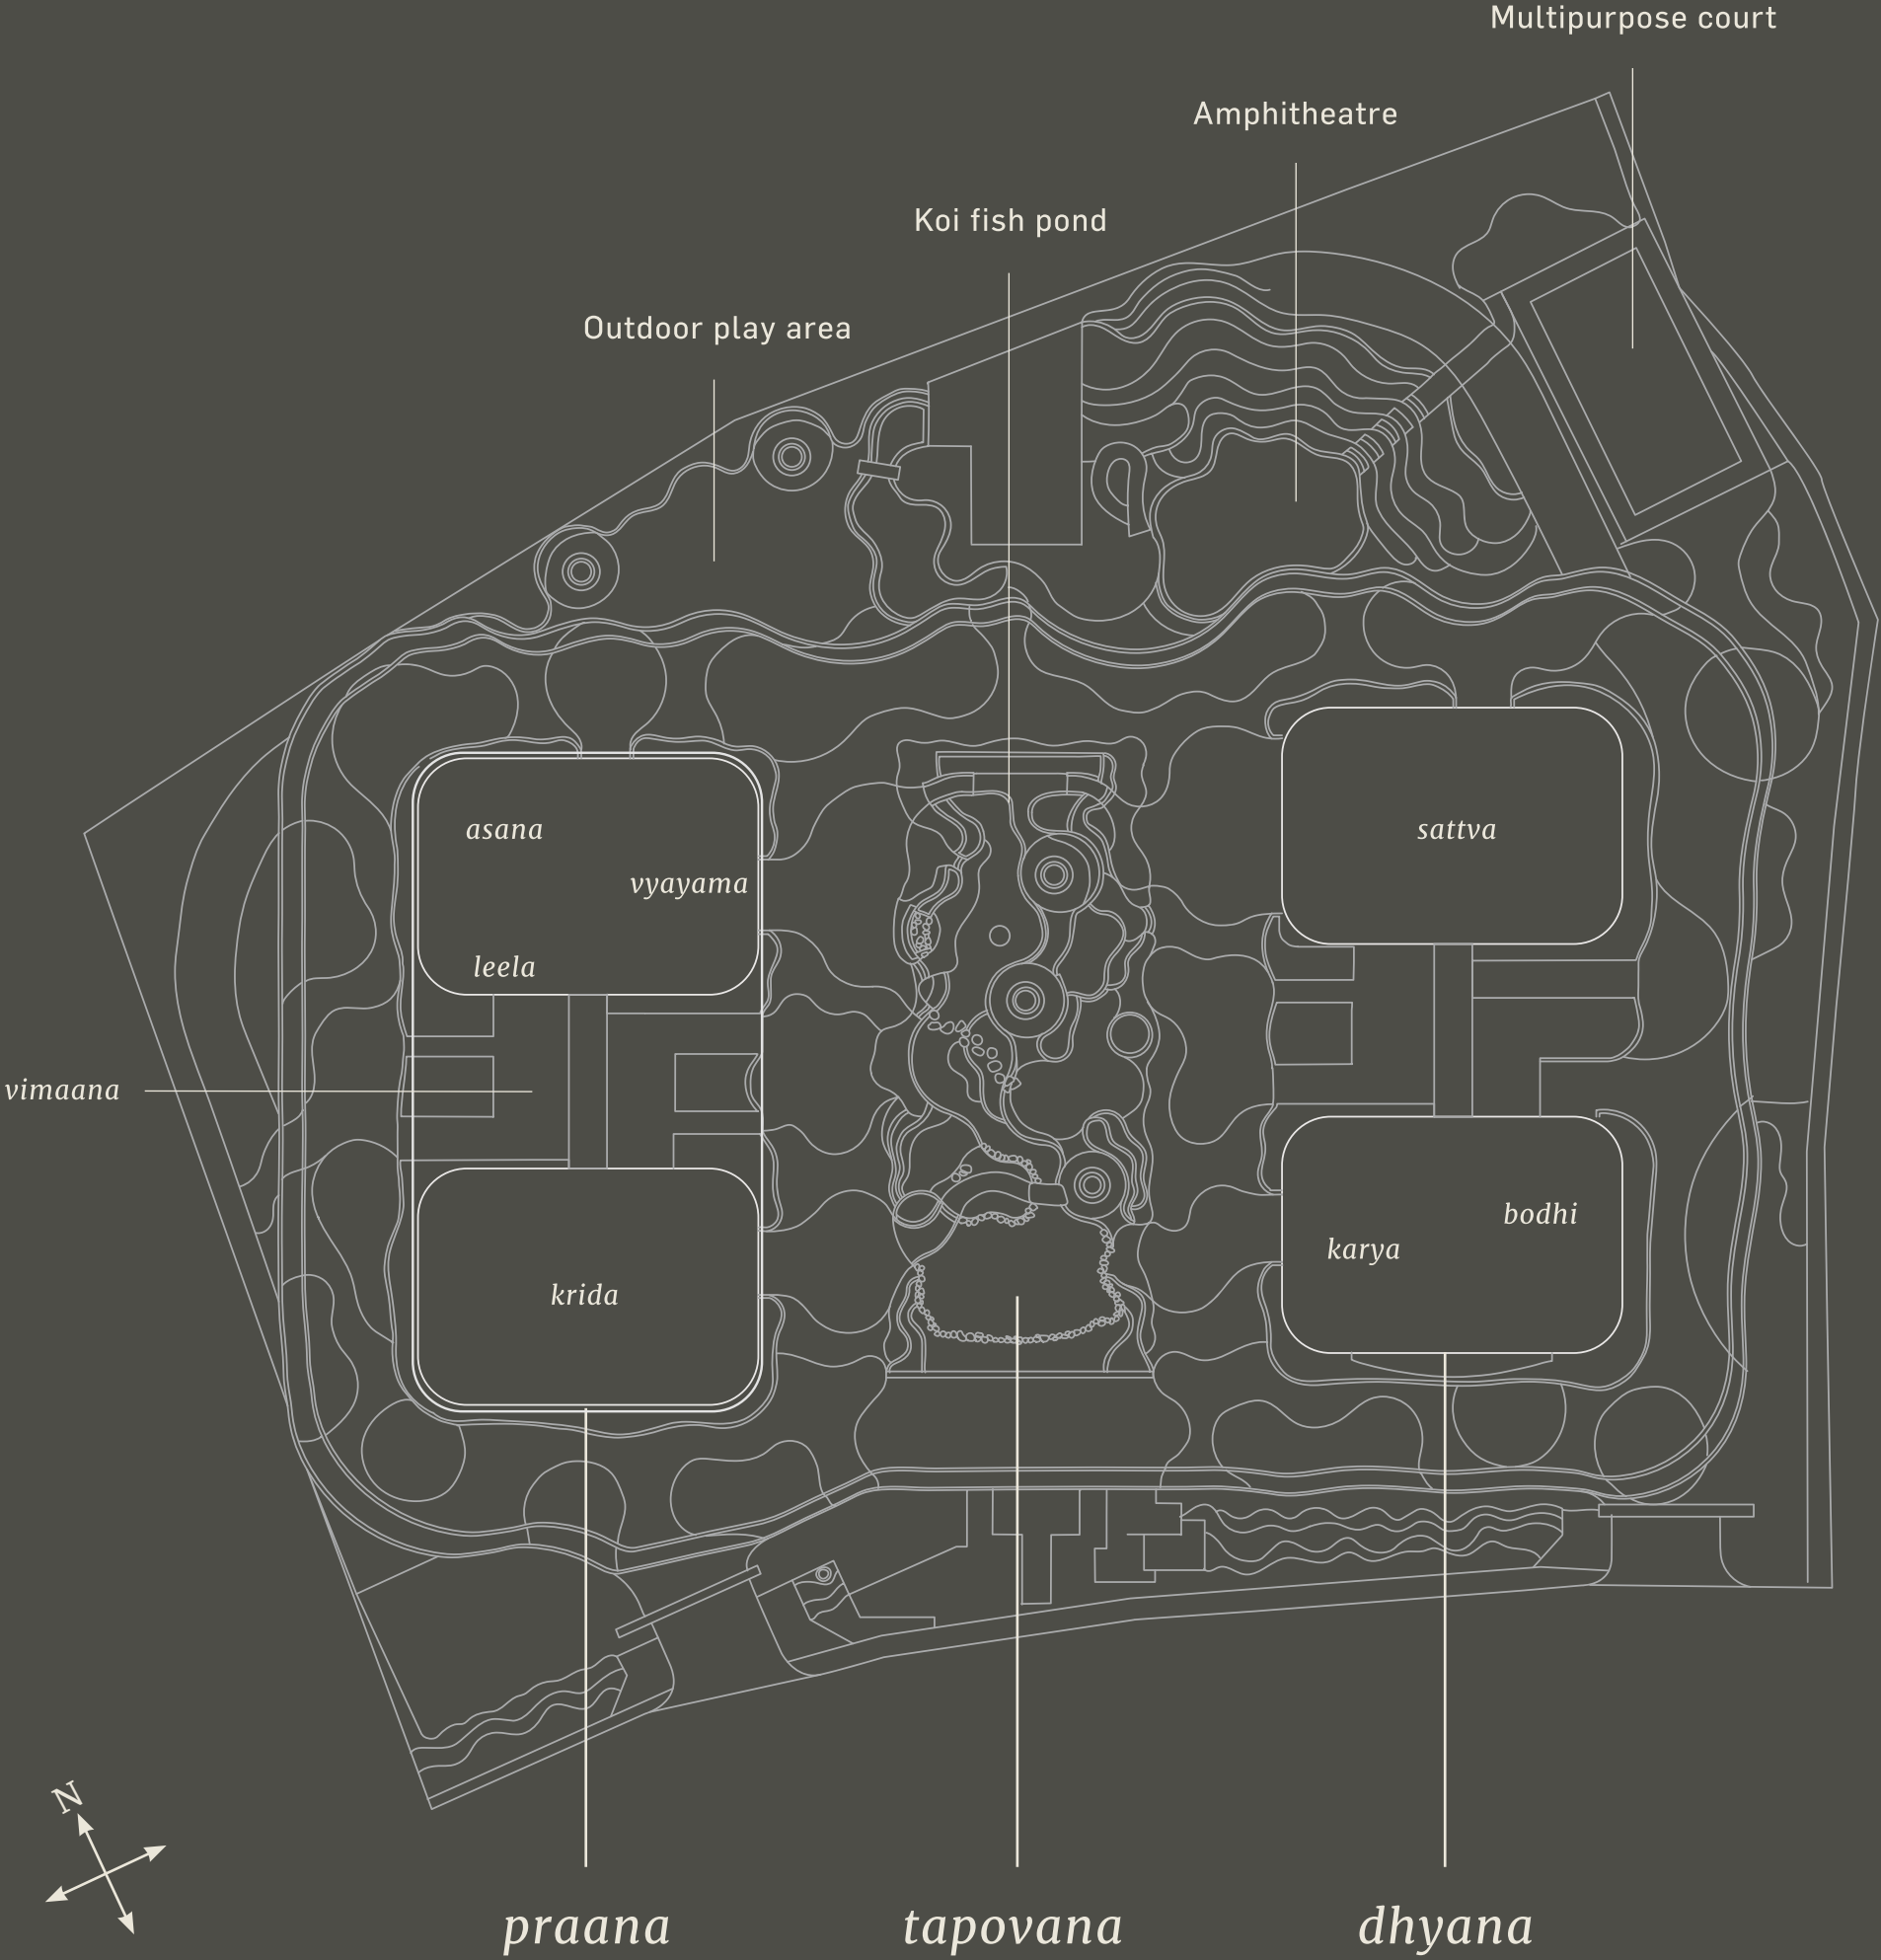 Multipurpose court
Amphitheatre
Koi fish pond
Outdoor play area
asana
sattva
vyayama
leela
vimaana
bodhi
karya
krida
N
praana
tapovana
dhyana